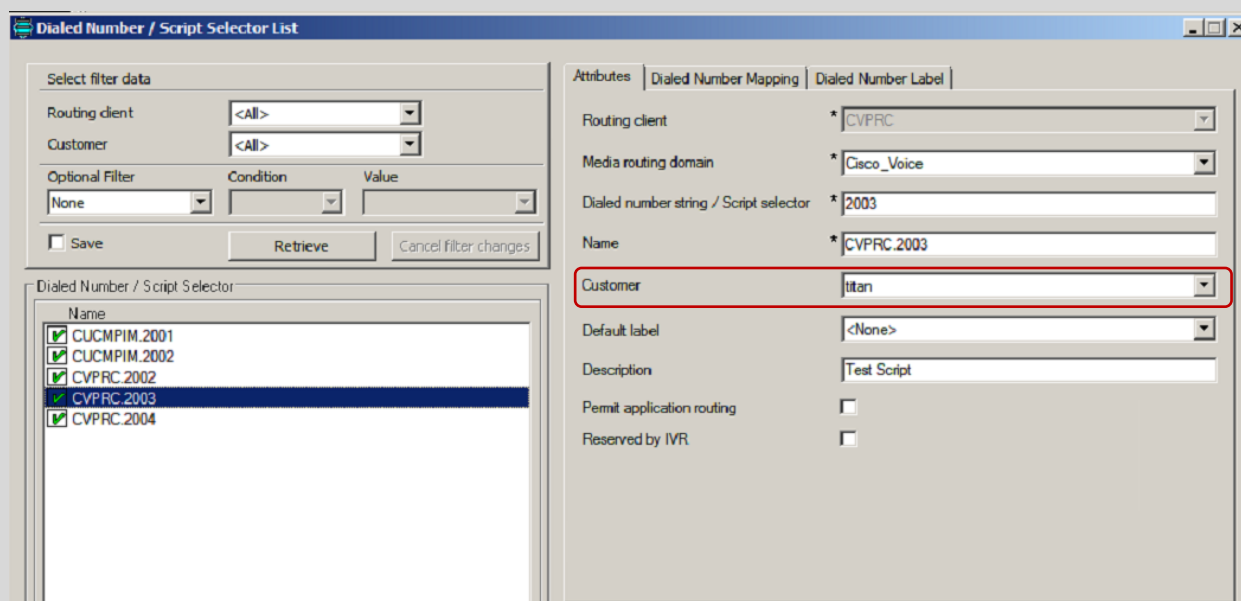 Dialed Number / Script Selector List
Select filter data
Routing client <All>
Customer <All>
Optional Filter Condition Value
None
Save Retrieve Cancel filter changes
Dialed Number / Script Selector
Name
CUCMPIM.2001
CUCMPIM.2002
CVPRC.2002
CVPRC.2003
CVPRC.2004
Attributes Dialed Number Mapping Dialed Number Label
Routing client * CVPRC
Media routing domain * Cisco_Voice
Dialed number string / Script selector * 2003
Name * CVPRC.2003
Customer titan
Default label <None>
Description Test Script
Permit application routing
Reserved by IVR